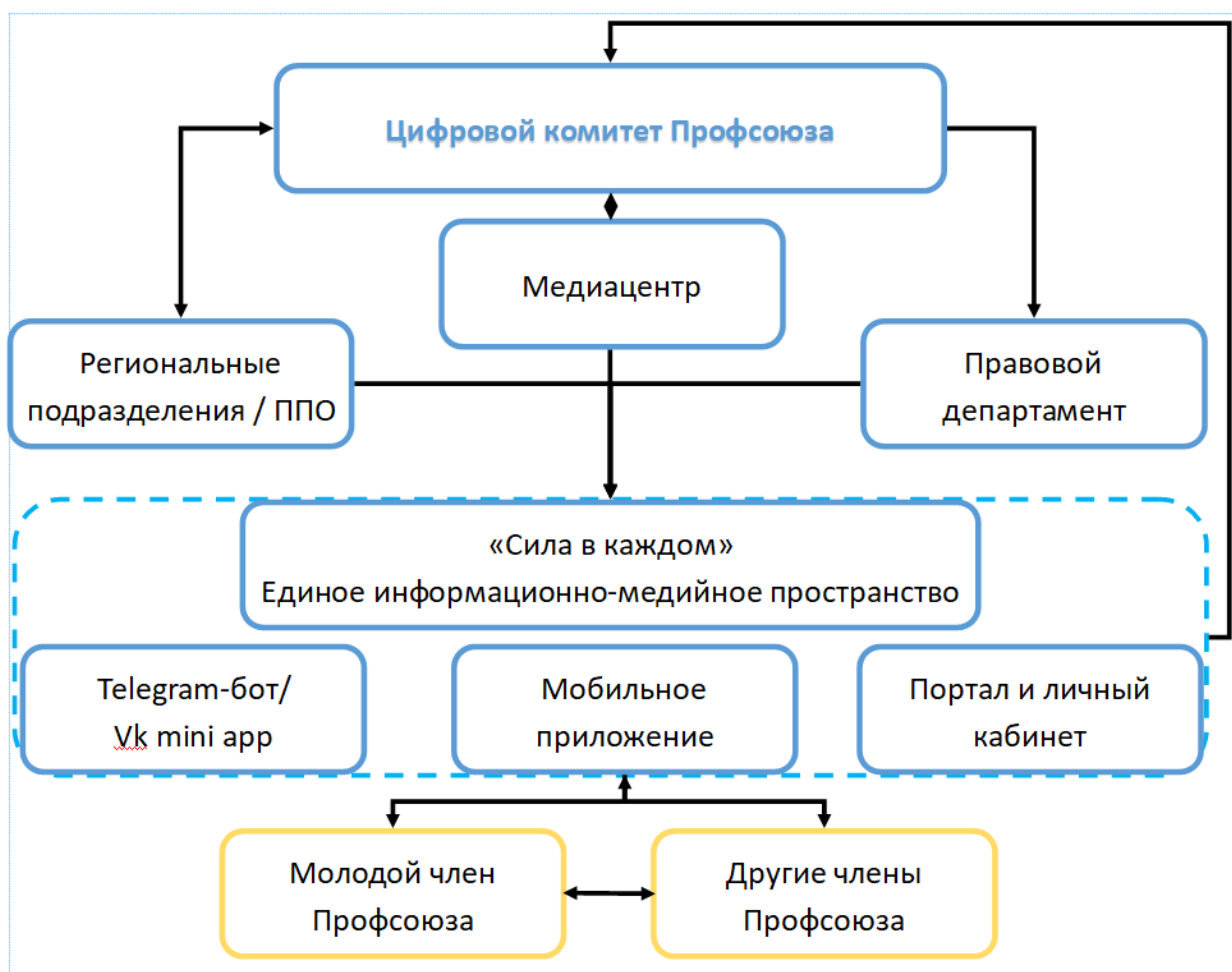 Цифровой комитет Профсоюза
Медиацентр
Региональные
подразделения / ППО
Правовой
департамент
«Сила в каждом»
Единое информационно-медийное пространство
Telegram-бот/
Vk mini app
Мобильное
приложение
Портал и личный
кабинет
Молодой член
Профсоюза
Другие члены
Профсоюза